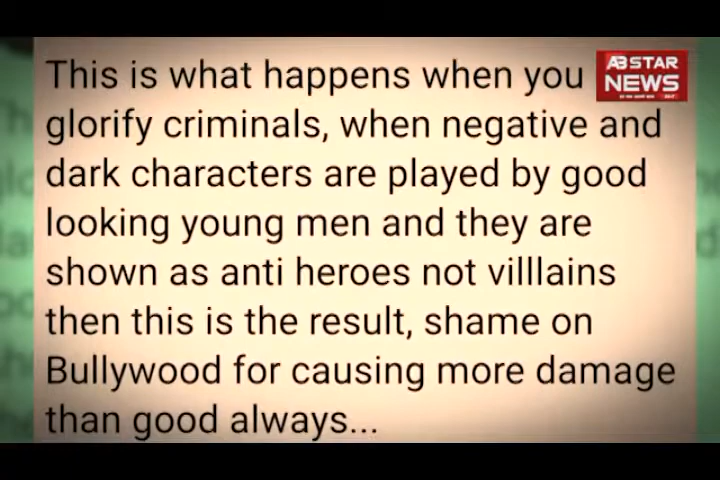 This is what happens when you
glorify criminals, when negative and
dark characters are played by good
looking young men and they are
shown as anti heroes not villlains
then this is the result, shame on
Bullywood for causing more damage
than good always...
AB STAR
NEWS